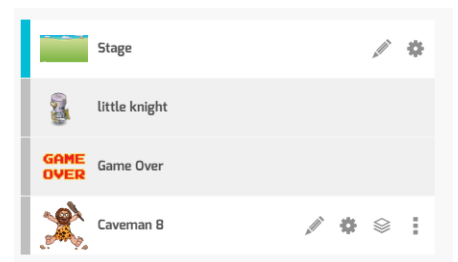 Stage
little knight
GAME
OVER
Game Over
Caveman 8